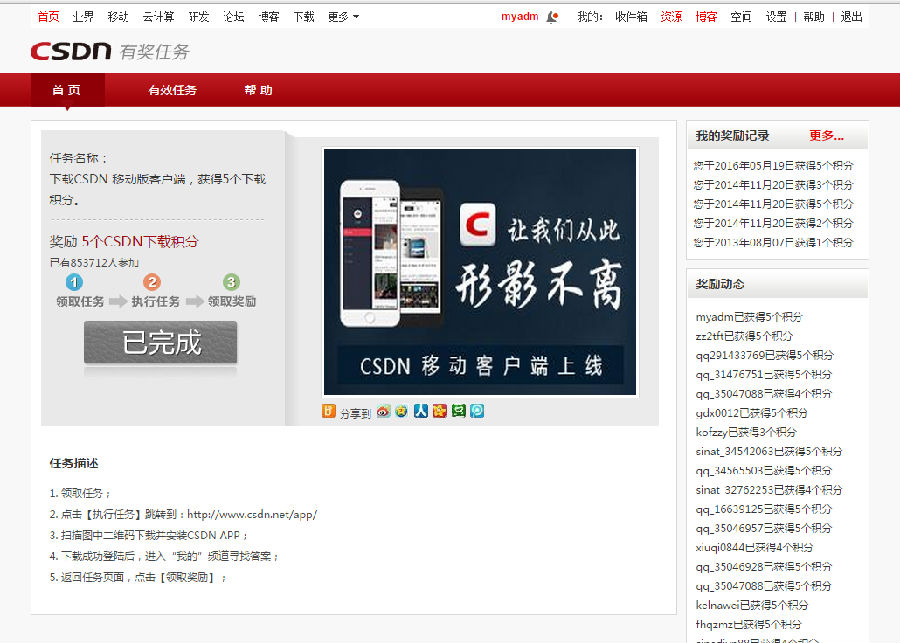 首页 业界 移动 云计算 研发 论坛 博客 下载 更多
myadm 我的: 收件箱 资源 博客 空间 设置 | 帮助 | 退出
CSDN 有奖任务
首 页 有效任务 帮 助
任务名称：
下载CSDN 移动版客户端，获得5个下载
积分。
奖励 5个CSDN下载积分
已有853712人参加
1 2 3
领取任务 执行任务 领取奖励
已完成
C 让我们从此
形影不离
CSDN 移动客户端上线
分享到
任务描述
1. 领取任务；
2. 点击【执行任务】跳转到：http://www.csdn.net/app/
3. 扫描图中二维码下载并安装CSDN APP；
4. 下载成功登陆后，进入“我的”频道寻找答案；
5. 返回任务页面，点击【领取奖励】；
我的奖励记录 更多...
您于2016年05月19日获得5个积分
您于2014年11月20日获得3个积分
您于2014年11月20日获得5个积分
您于2014年11月20日获得2个积分
您于2013年08月07日获得1个积分
奖励动态
myadm已获得5个积分
zz2tft已获得5个积分
qq291433769已获得5个积分
qq_31476751已获得5个积分
qq_35047088已获得4个积分
gdx0012已获得5个积分
kofzzy已获得3个积分
sinat_34542063已获得5个积分
qq_34565503已获得5个积分
sinat_32762253已获得4个积分
qq_16639125已获得5个积分
qq_35046957已获得5个积分
xiuqi0844已获得4个积分
qq_35046928已获得5个积分
qq_35047088已获得5个积分
kelnawei已获得5个积分
fhqzmz已获得5个积分